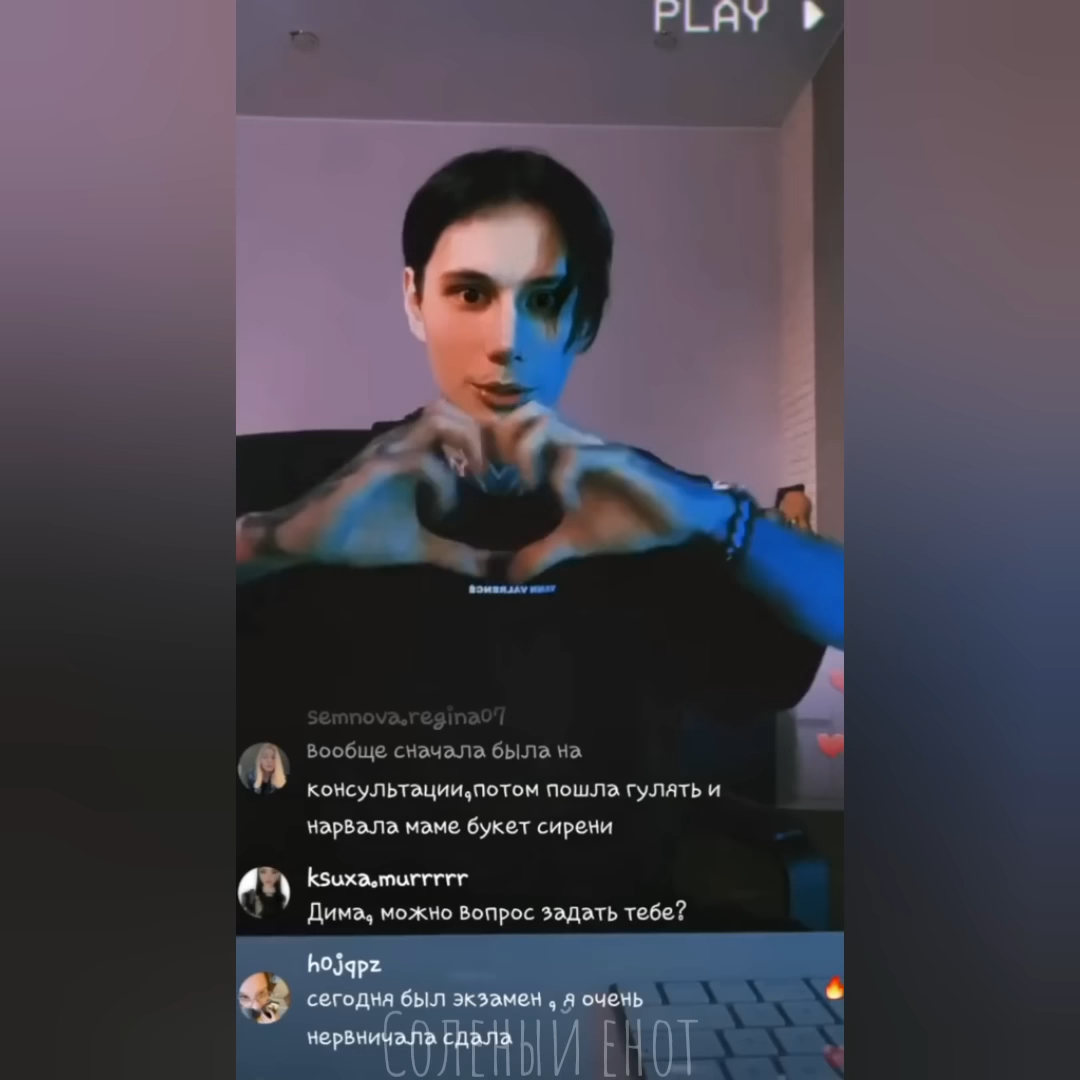 PLAY
semnova.regina07
вообще сначала была на
консультации,потом пошла гулять и
нарвала маме букет сирени
ksuxa.murrrrr
Дима, можно вопрос задать тебе?
hojqpz
сегодня был экзамен , я очень
нервничала сдала
Соленый енот